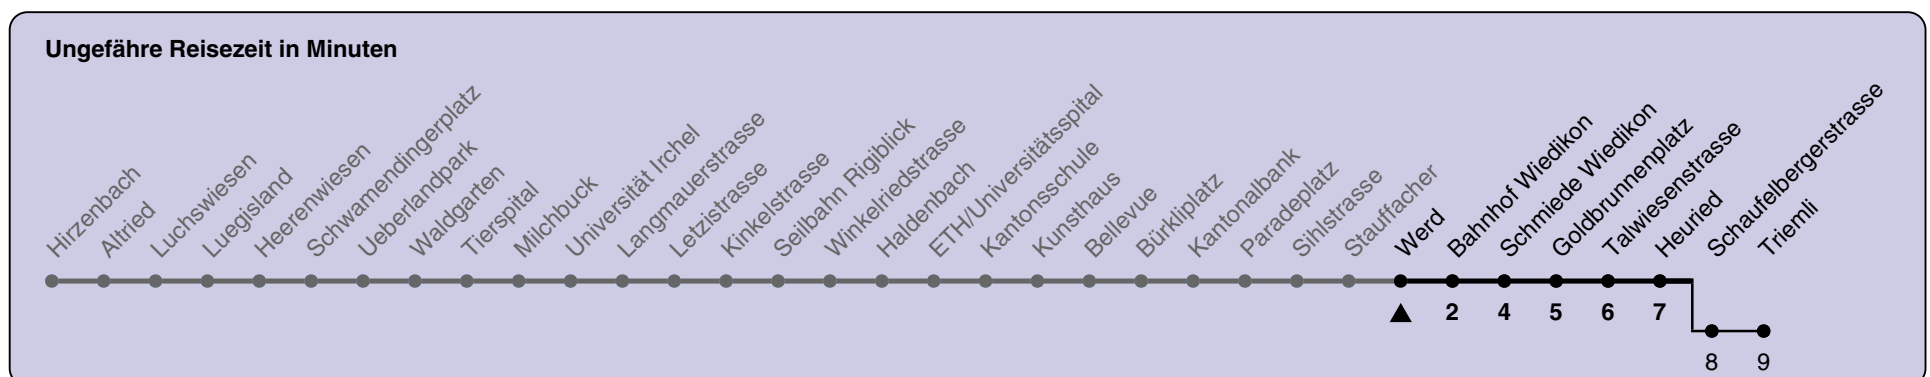 Ungefähre Reisezeit in Minuten
Hirzenbach
Altried
Luchswiesen
Luegisland
Heerenwiesen
Schwamendingerplatz
Ueberlandpark
Waldgarten
Tierspital
Milchbuck
Universität Irchel
Langmauerstrasse
Letzistrasse
Kinkelstrasse
Seilbahn Rigiblick
Winkelriedstrasse
Haldenbach
ETH/Universitätsspital
Kantonsschule
Kunsthaus
Bellevue
Bürkliplatz
Kantonalbank
Paradeplatz
Sihlstrasse
Stauffacher
Werd
Bahnhof Wiedikon
Schmiede Wiedikon
Goldbrunnenplatz
Talwiesenstrasse
Heuried
Schaufelbergerstrasse
Triemli
2 4 5 6 7
8 9